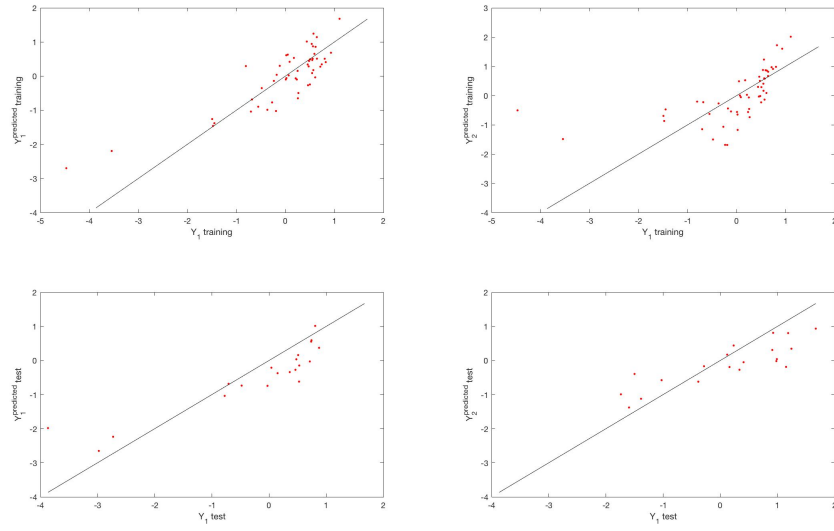 2
1
0
-1
-2
-3
-4
-5 -4 -3 -2 -1 0 1 2
Y1 training
Y1predicted training
3
2
1
0
-1
-2
-3
-4
-5 -4 -3 -2 -1 0 1 2
Y1 training
Y2predicted training
2
1
0
-1
-2
-3
-4
-4 -3 -2 -1 0 1 2
Y1 test
Y1predicted test
2
1
0
-1
-2
-3
-4
-4 -3 -2 -1 0 1 2
Y1 test
Y2predicted test